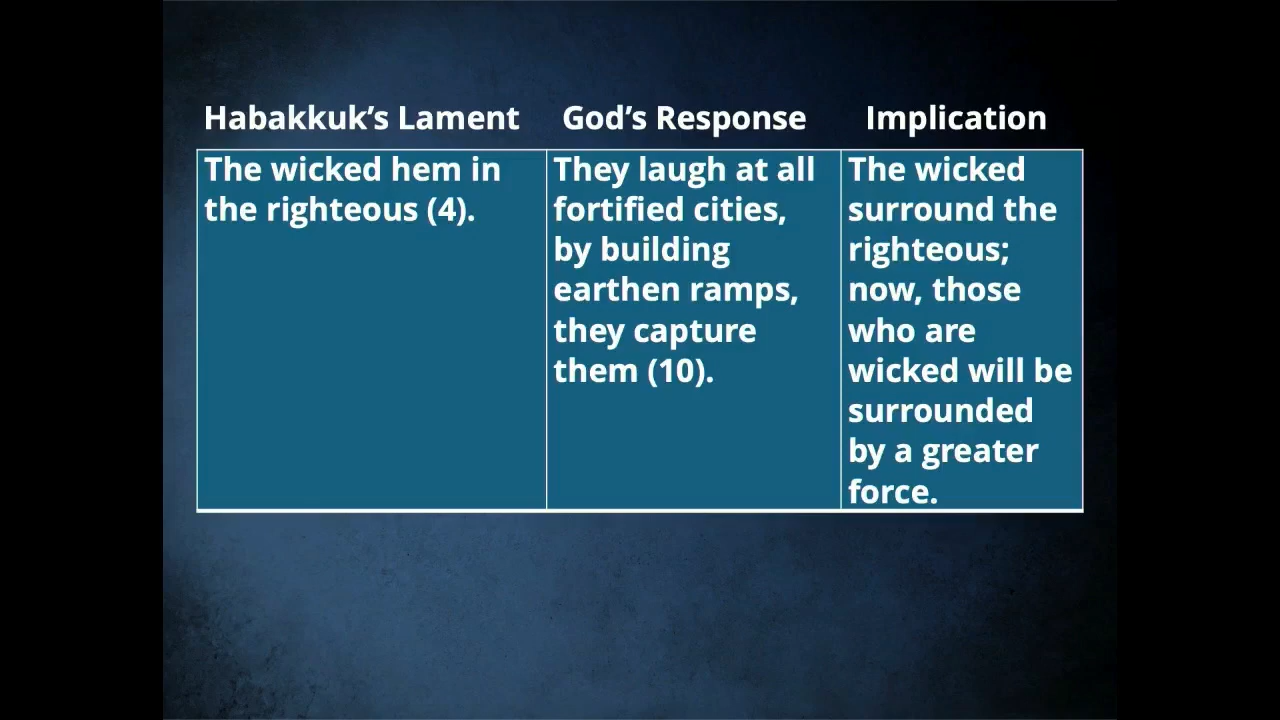 Habakkuk’s Lament God’s Response Implication
The wicked hem in
the righteous (4).
They laugh at all
fortified cities,
by building
earthen ramps,
they capture
them (10).
The wicked
surround the
righteous;
now, those
who are
wicked will be
surrounded
by a greater
force.